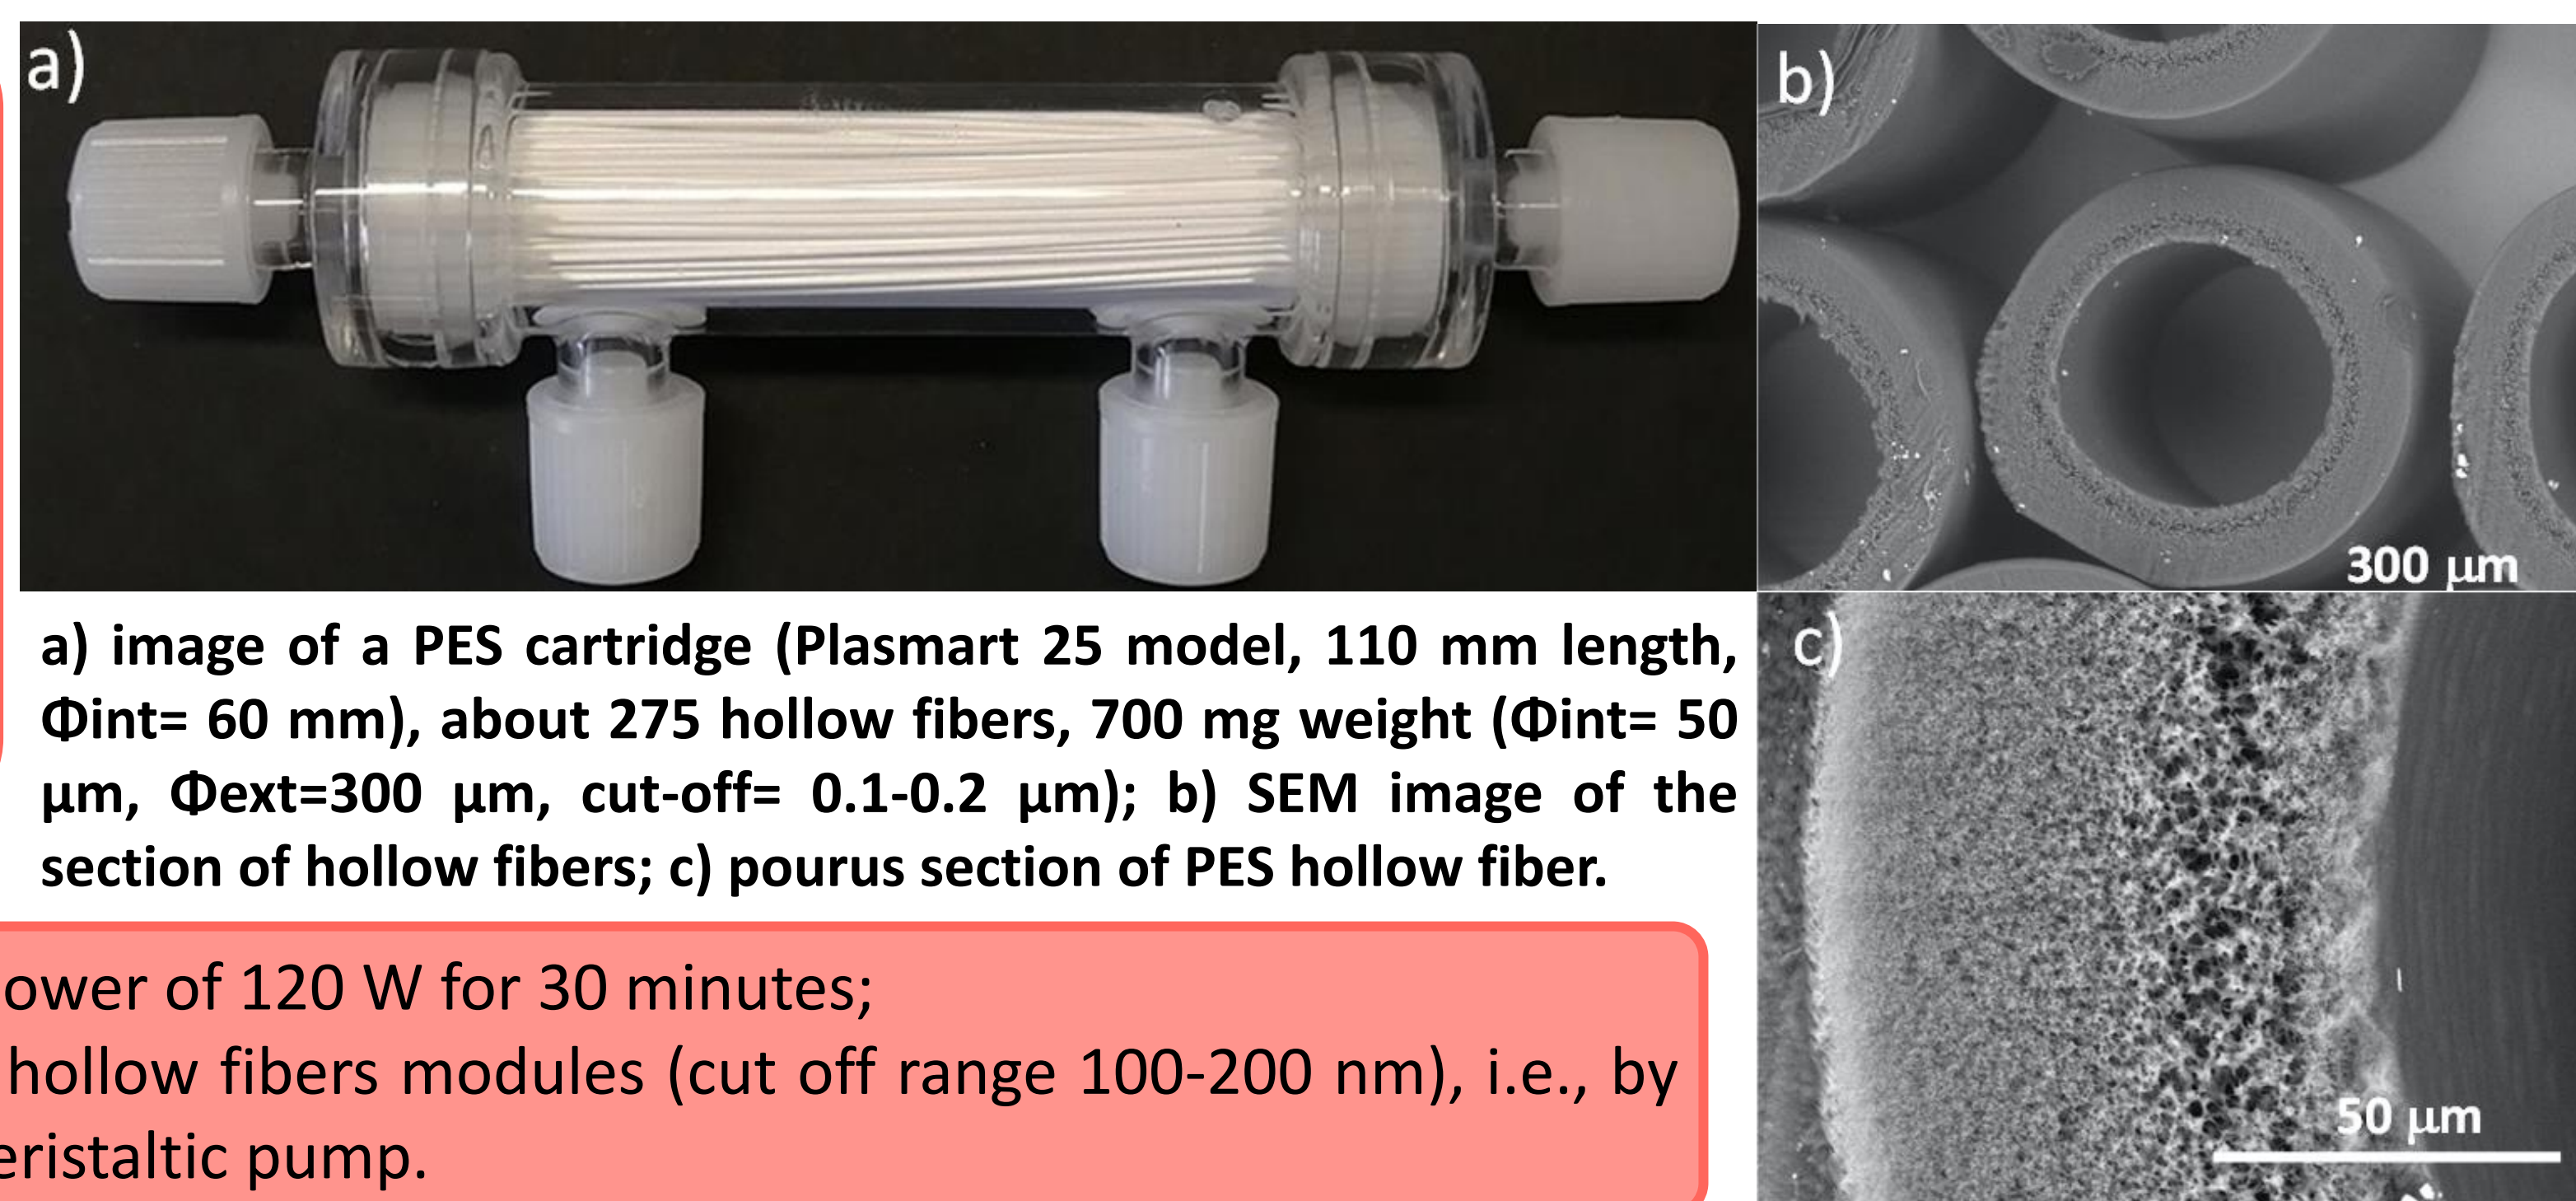 a)
b)
300 μm
c)
50 μm
a) image of a PES cartridge (Plasmart 25 model, 110 mm length,
Φint= 60 mm), about 275 hollow fibers, 700 mg weight (Φint= 50
μm, Φext=300 μm, cut-off= 0.1-0.2 μm); b) SEM image of the
section of hollow fibers; c) pourus section of PES hollow fiber.
ower of 120 W for 30 minutes;
hollow fibers modules (cut off range 100-200 nm), i.e., by
eristaltic pump.